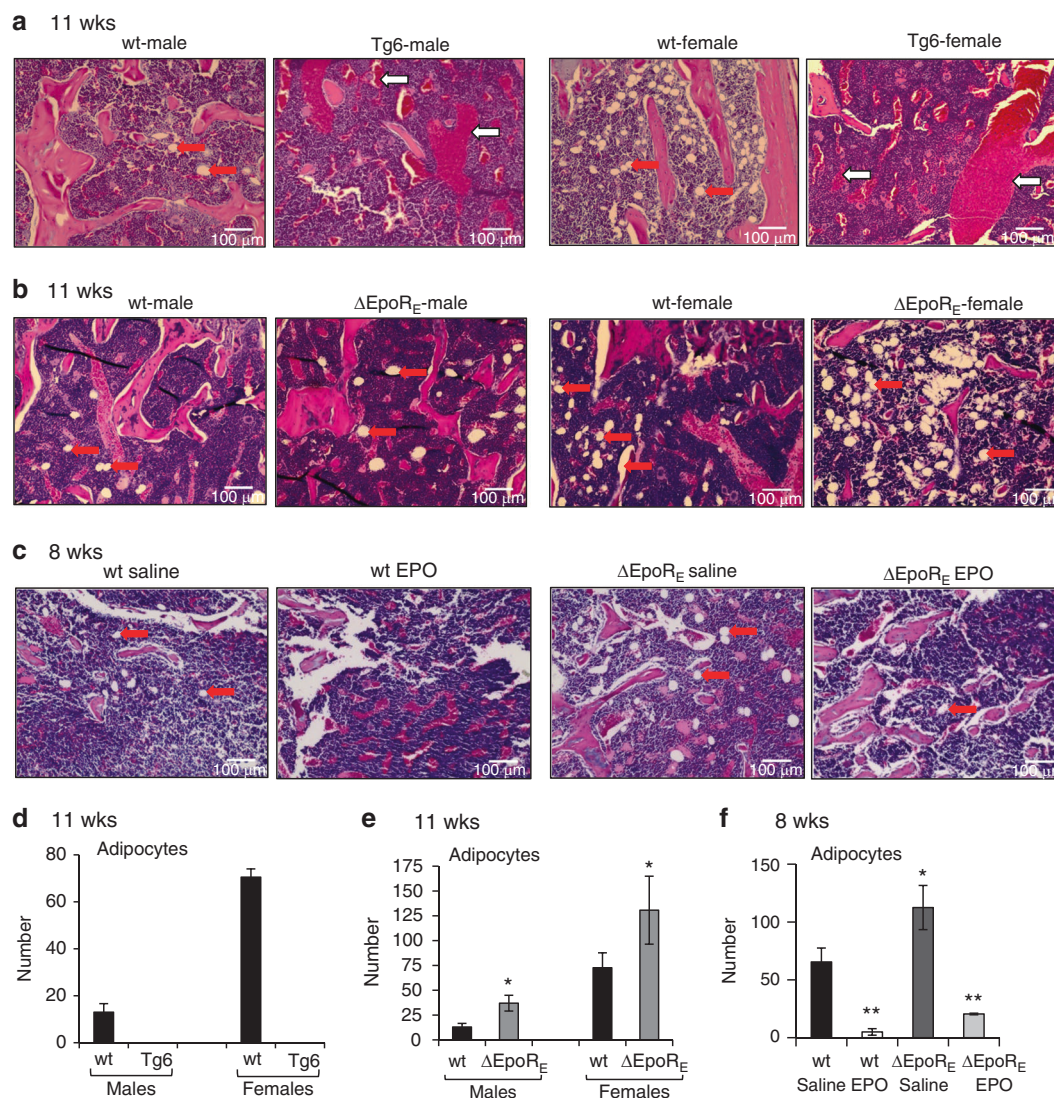 a 11 wks
wt-male Tg6-male wt-female Tg6-female
100 μm 100 μm 100 μm 100 μm
b 11 wks
wt-male ΔEpoR_E-male wt-female ΔEpoR_E-female
100 μm 100 μm 100 μm 100 μm
c 8 wks
wt saline wt EPO ΔEpoR_E saline ΔEpoR_E EPO
100 μm 100 μm 100 μm 100 μm
d 11 wks
Adipocytes
Number
80
60
40
20
0
wt Tg6 wt Tg6
Males Females
e 11 wks
Adipocytes
Number
175
150
125
100
75
50
25
0
* *
wt ΔEpoR_E wt ΔEpoR_E
Males Females
f 8 wks
Adipocytes
Number
150
100
50
0
** * **
wt wt ΔEpoR_E ΔEpoR_E
Saline EPO Saline EPO